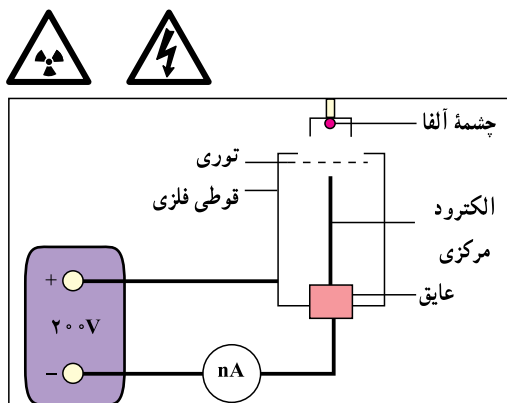 چشمهٔ آلفا
توری
قوطی فلزی
الکترود
مرکزی
عایق
+
۲۰۰V
−
nA